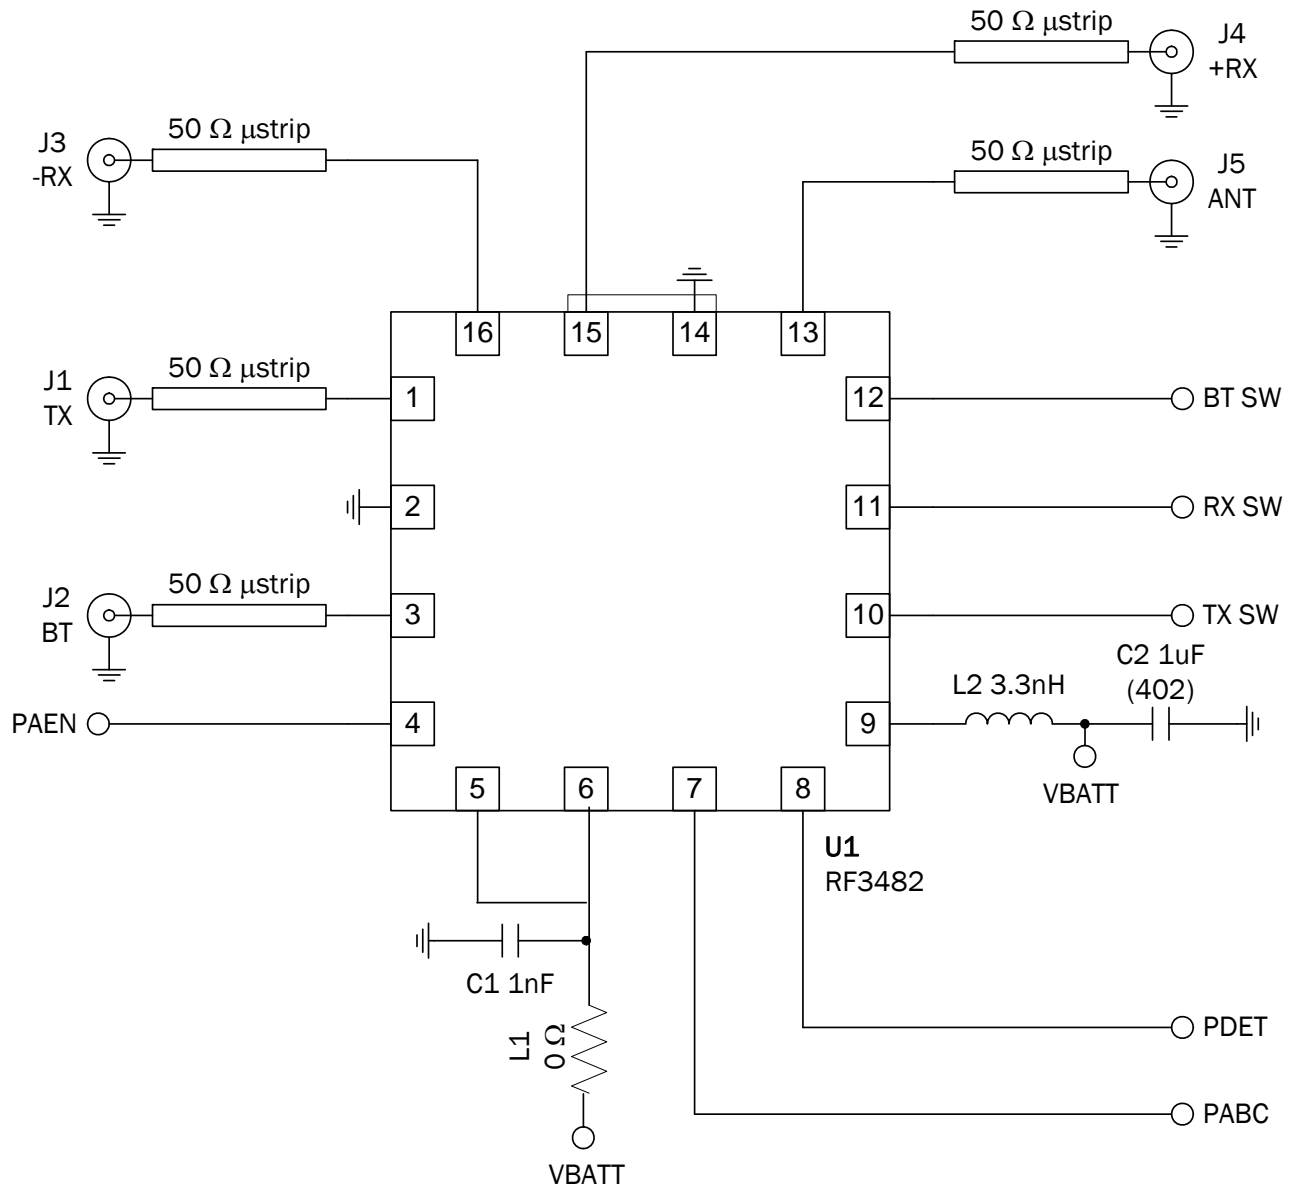 50 Ω µstrip
J4
+RX
50 Ω µstrip
J3
-RX
50 Ω µstrip
J5
ANT
16
15
14
13
50 Ω µstrip
J1
TX
1
12
BT SW
2
11
RX SW
50 Ω µstrip
J2
BT
3
10
TX SW
C2 1uF
(402)
L2 3.3nH
PAEN
4
9
VBATT
5
6
7
8
U1
RF3482
C1 1nF
L1
0 Ω
PDET
PABC
VBATT